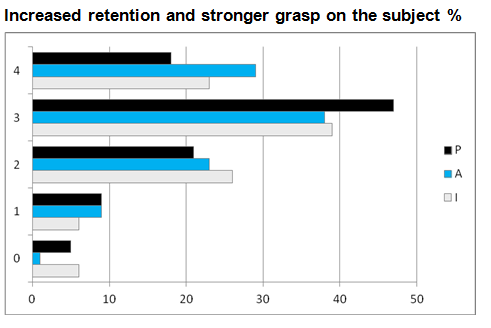 Increased retention and stronger grasp on the subject %
4
3
2
1
0
P
A
I
0 10 20 30 40 50